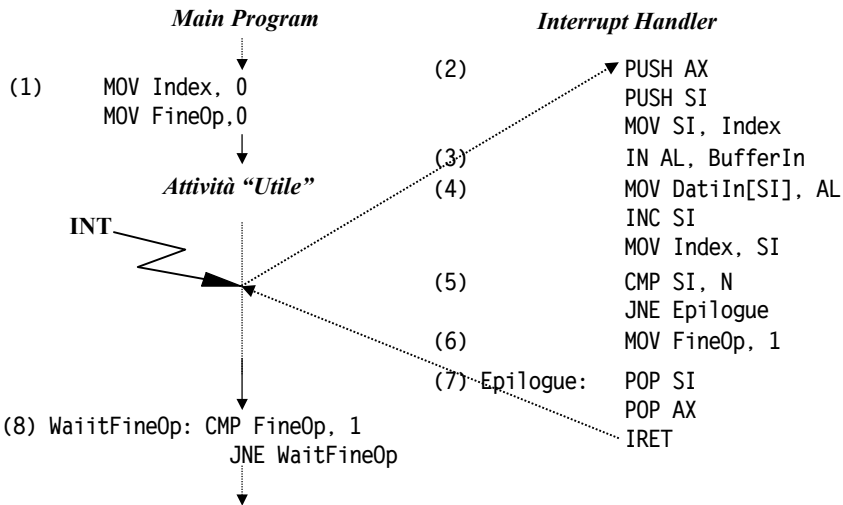 Main Program
(1) MOV Index, 0
MOV FineOp,0
Attività “Utile”
INT
(8) WaiitFineOp: CMP FineOp, 1
JNE WaitFineOp
Interrupt Handler
(2) PUSH AX
PUSH SI
MOV SI, Index
(3) IN AL, BufferIn
(4) MOV DatiIn[SI], AL
INC SI
MOV Index, SI
(5) CMP SI, N
JNE Epilogue
(6) MOV FineOp, 1
(7) Epilogue: POP SI
POP AX
IRET